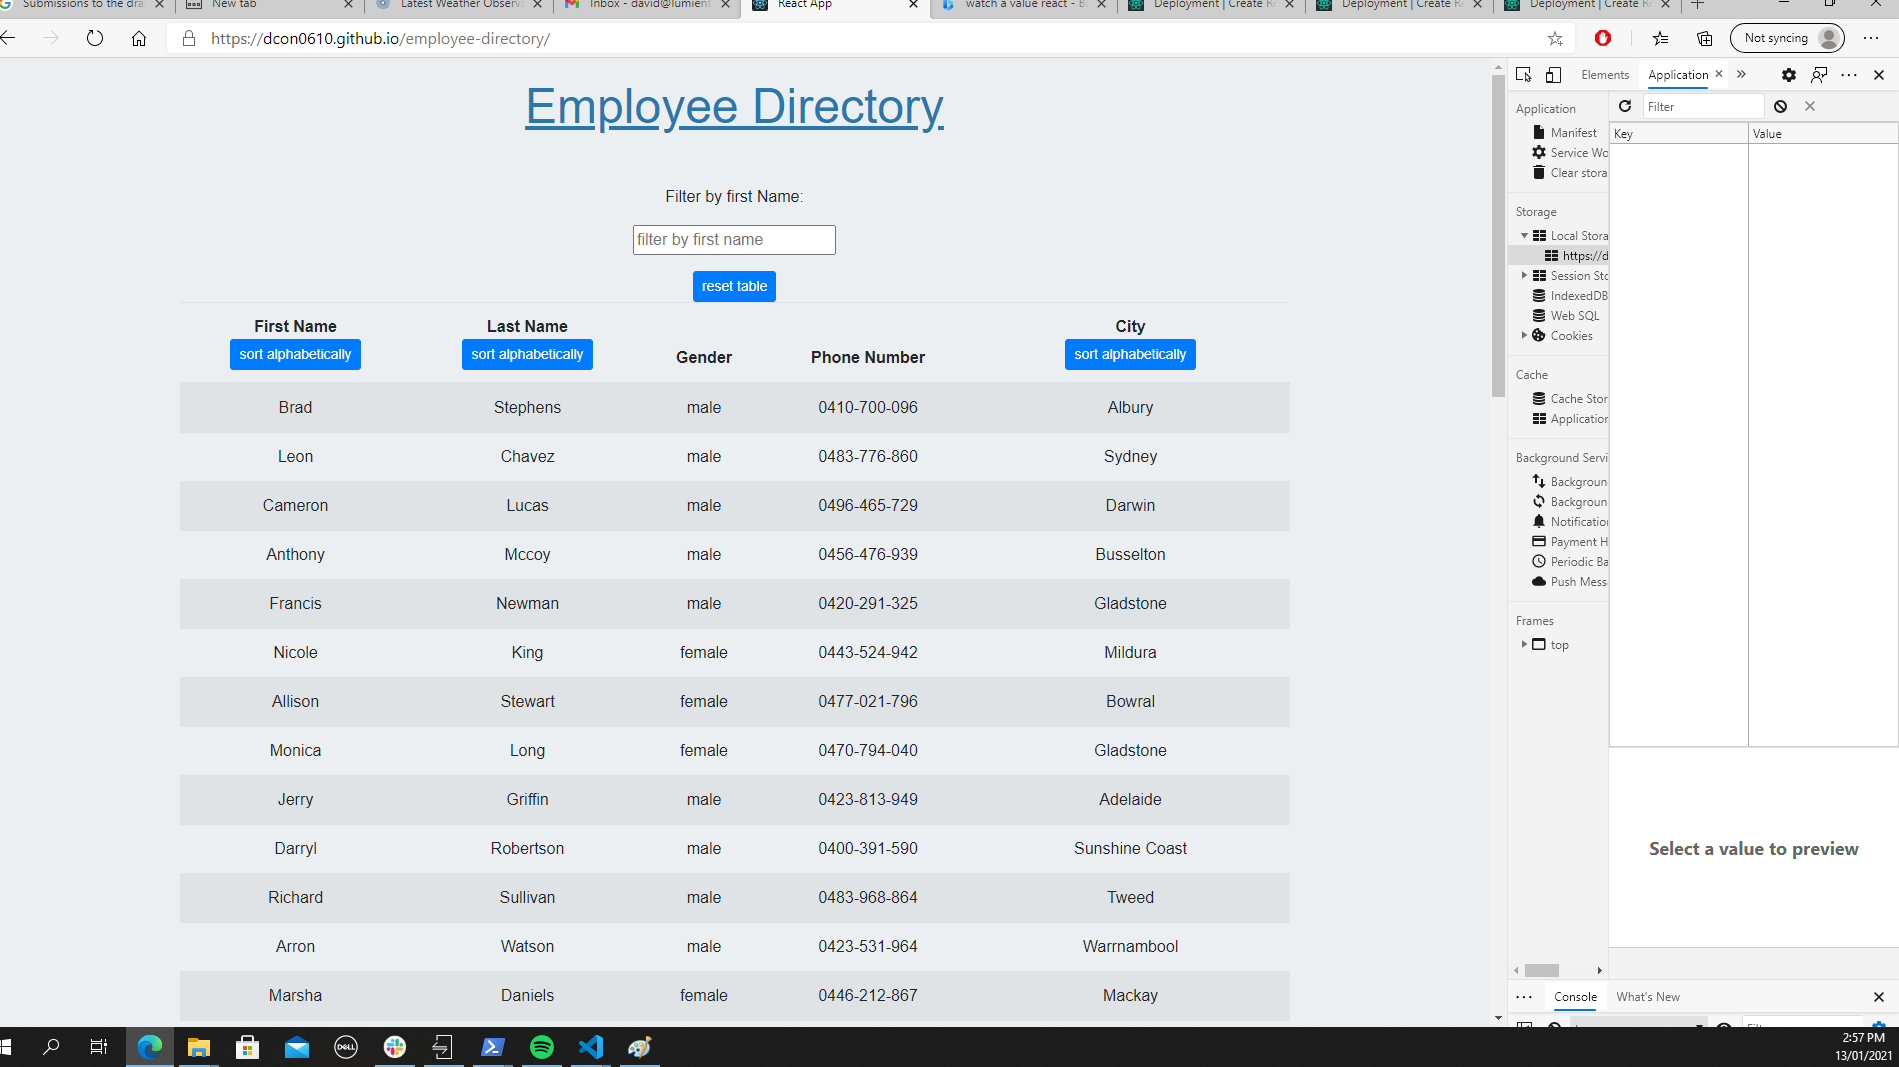 Submissions to the dra
New tab
Latest Weather Observa
Inbox - david@lumient
React App
watch a value react - B
Deployment | Create Re
Deployment | Create Re
Deployment | Create Re
https://dcon0610.github.io/employee-directory/
Not syncing
Employee Directory
Filter by first Name:
filter by first name
reset table
First Name
Last Name
Gender
Phone Number
City
sort alphabetically
sort alphabetically
sort alphabetically
Brad Stephens male 0410-700-096 Albury
Leon Chavez male 0483-776-860 Sydney
Cameron Lucas male 0496-465-729 Darwin
Anthony Mccoy male 0456-476-939 Busselton
Francis Newman male 0420-291-325 Gladstone
Nicole King female 0443-524-942 Mildura
Allison Stewart female 0477-021-796 Bowral
Monica Long female 0470-794-040 Gladstone
Jerry Griffin male 0423-813-949 Adelaide
Darryl Robertson male 0400-391-590 Sunshine Coast
Richard Sullivan male 0483-968-864 Tweed
Arron Watson male 0423-531-964 Warrnambool
Marsha Daniels female 0446-212-867 Mackay
Elements
Application
Application
Manifest
Service Wo
Clear stora
Storage
Local Stora
https://d
Session Sto
IndexedDB
Web SQL
Cookies
Cache
Cache Stor
Application
Background Servi
Backgroun
Backgroun
Notification
Payment H
Periodic Ba
Push Mess
Frames
top
Filter
Key Value
Select a value to preview
Console
What's New
DELL
2:57 PM
13/01/2021